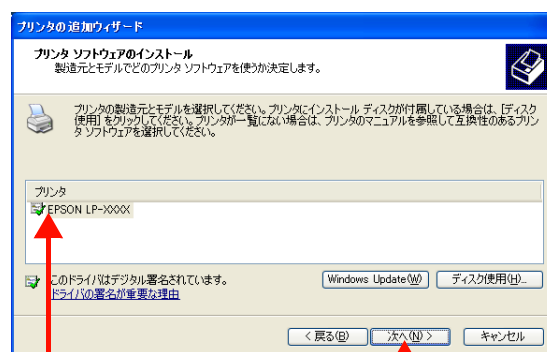 プリンタの追加ウィザード
プリンタ ソフトウェアのインストール
製造元とモデルでどのプリンタ ソフトウェアを使うか決定します。
プリンタの製造元とモデルを選択してください。プリンタにインストール ディスクが付属している場合は、[ディスク
使用] をクリックしてください。プリンタが一覧にない場合は、プリンタのマニュアルを参照して互換性のあるプリン
タ ソフトウェアを選択してください。
プリンタ
EPSON LP-XXXX
このドライバはデジタル署名されています。
ドライバの署名が重要な理由
Windows Update(W)
ディスク使用(H)...
< 戻る(B)
次へ(N) >
キャンセル